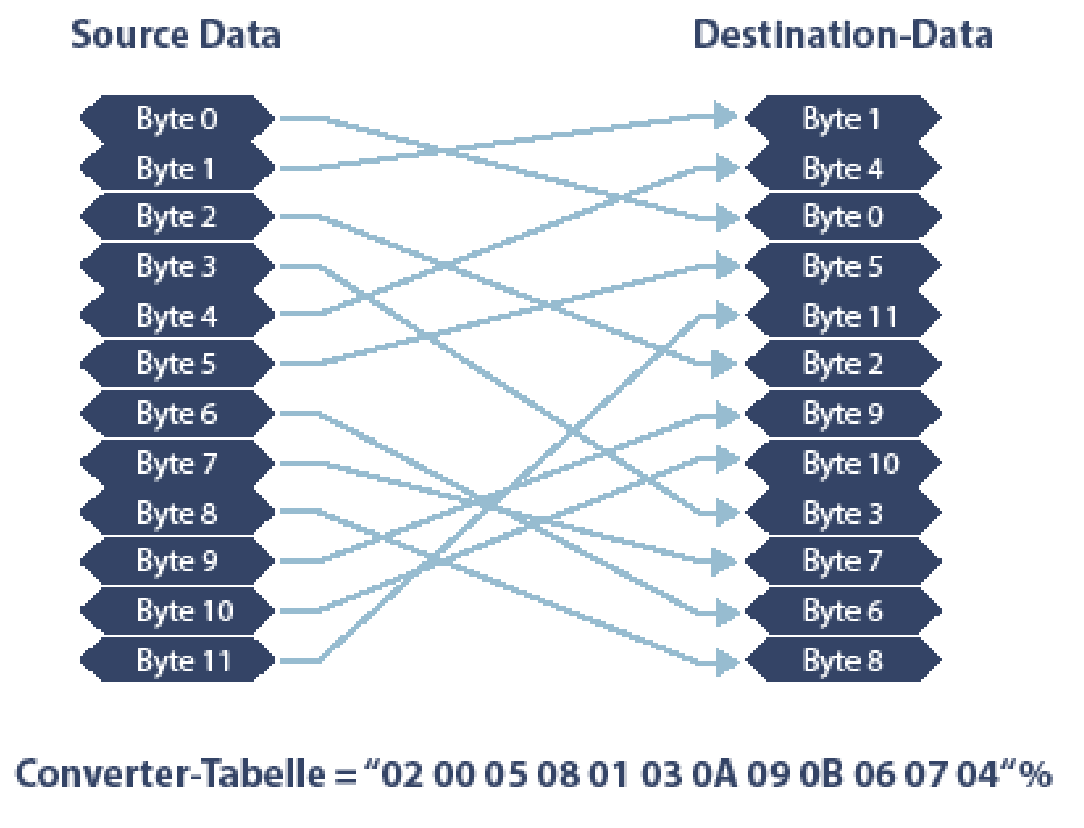 Source Data Destination-Data
Byte 0 Byte 1
Byte 1 Byte 4
Byte 2 Byte 0
Byte 3 Byte 5
Byte 4 Byte 11
Byte 5 Byte 2
Byte 6 Byte 9
Byte 7 Byte 10
Byte 8 Byte 3
Byte 9 Byte 7
Byte 10 Byte 6
Byte 11 Byte 8
Converter-Tabelle = “02 00 05 08 01 03 0A 09 0B 06 07 04“%